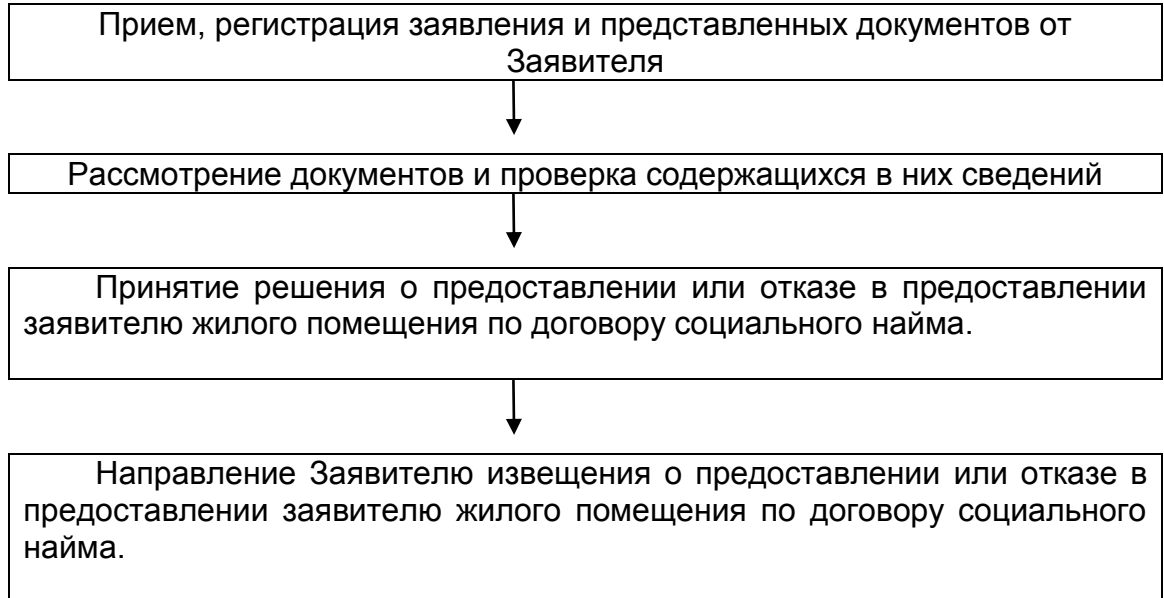 Прием, регистрация заявления и представленных документов от
Заявителя
Рассмотрение документов и проверка содержащихся в них сведений
Принятие решения о предоставлении или отказе в предоставлении
заявителю жилого помещения по договору социального найма.
Направление Заявителю извещения о предоставлении или отказе в
предоставлении заявителю жилого помещения по договору социального
найма.